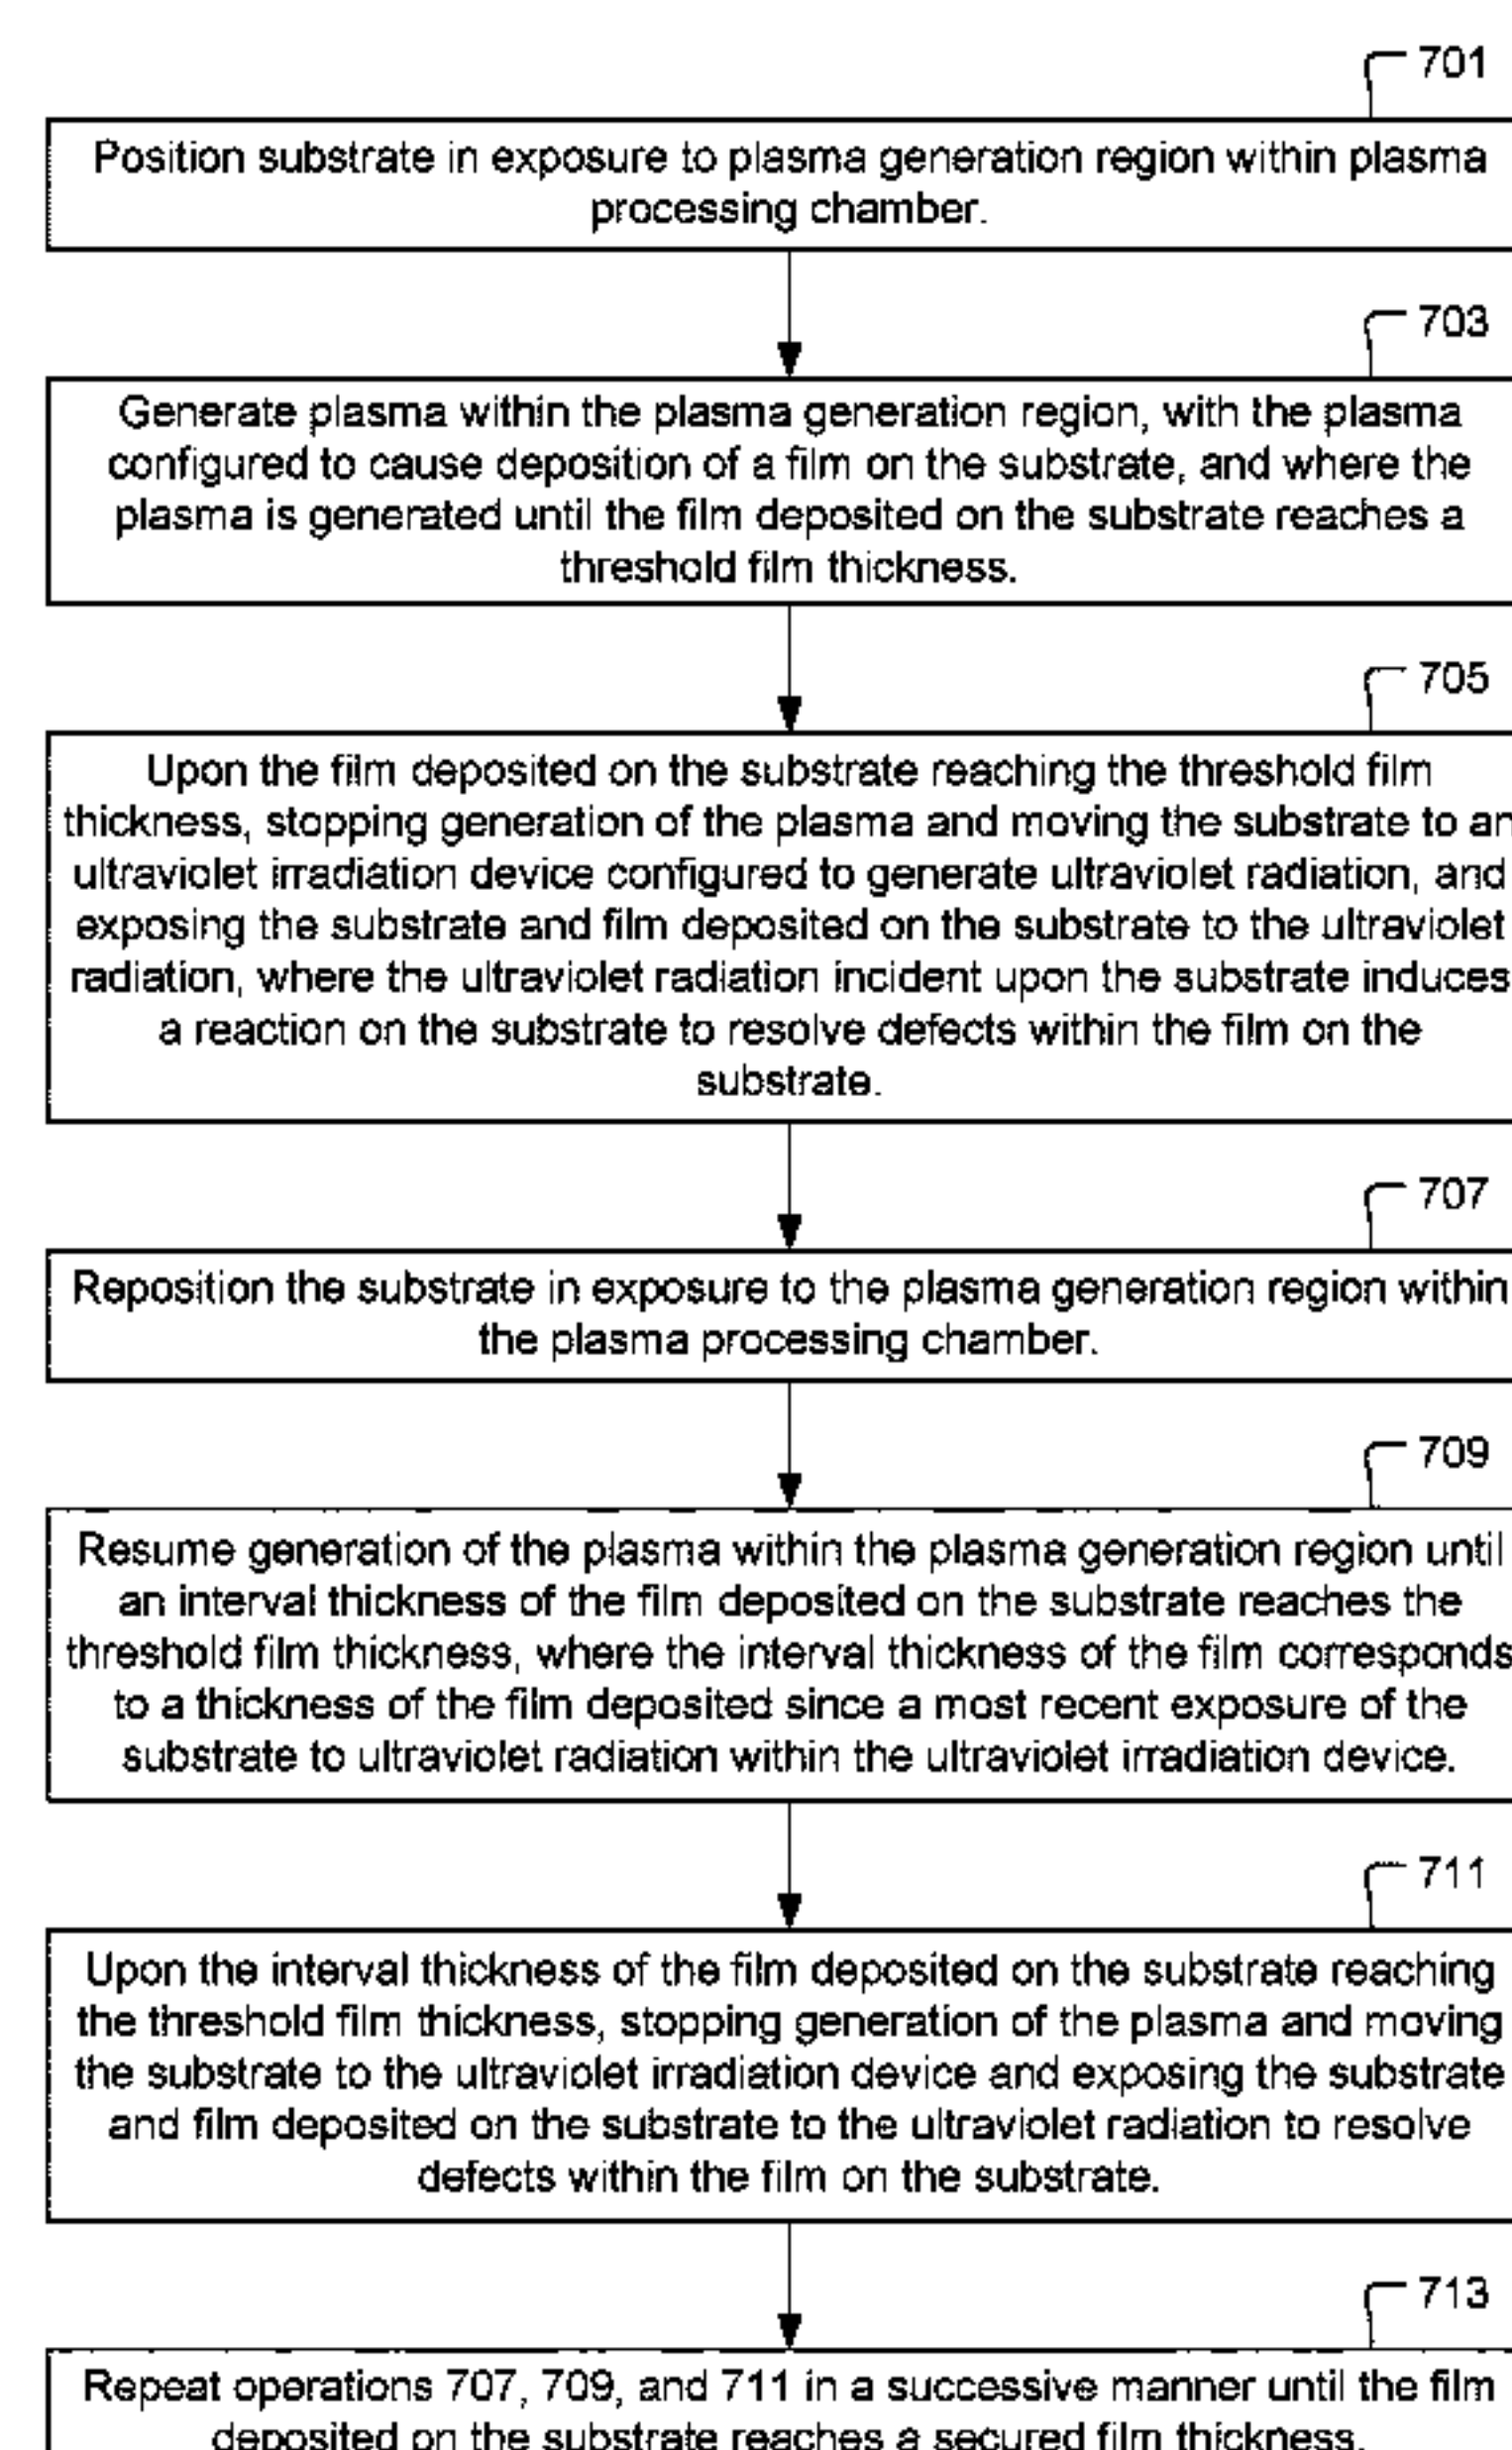 701
Position substrate in exposure to plasma generation region within plasma
processing chamber.
703
Generate plasma within the plasma generation region, with the plasma
configured to cause deposition of a film on the substrate, and where the
plasma is generated until the film deposited on the substrate reaches a
threshold film thickness.
705
Upon the film deposited on the substrate reaching the threshold film
thickness, stopping generation of the plasma and moving the substrate to an
ultraviolet irradiation device configured to generate ultraviolet radiation, and
exposing the substrate and film deposited on the substrate to the ultraviolet
radiation, where the ultraviolet radiation incident upon the substrate induces
a reaction on the substrate to resolve defects within the film on the
substrate.
707
Reposition the substrate in exposure to the plasma generation region within
the plasma processing chamber.
709
Resume generation of the plasma within the plasma generation region until
an interval thickness of the film deposited on the substrate reaches the
threshold film thickness, where the interval thickness of the film corresponds
to a thickness of the film deposited since a most recent exposure of the
substrate to ultraviolet radiation within the ultraviolet irradiation device.
711
Upon the interval thickness of the film deposited on the substrate reaching
the threshold film thickness, stopping generation of the plasma and moving
the substrate to the ultraviolet irradiation device and exposing the substrate
and film deposited on the substrate to the ultraviolet radiation to resolve
defects within the film on the substrate.
713
Repeat operations 707, 709, and 711 in a successive manner until the film
deposited on the substrate reaches a secured film thickness.